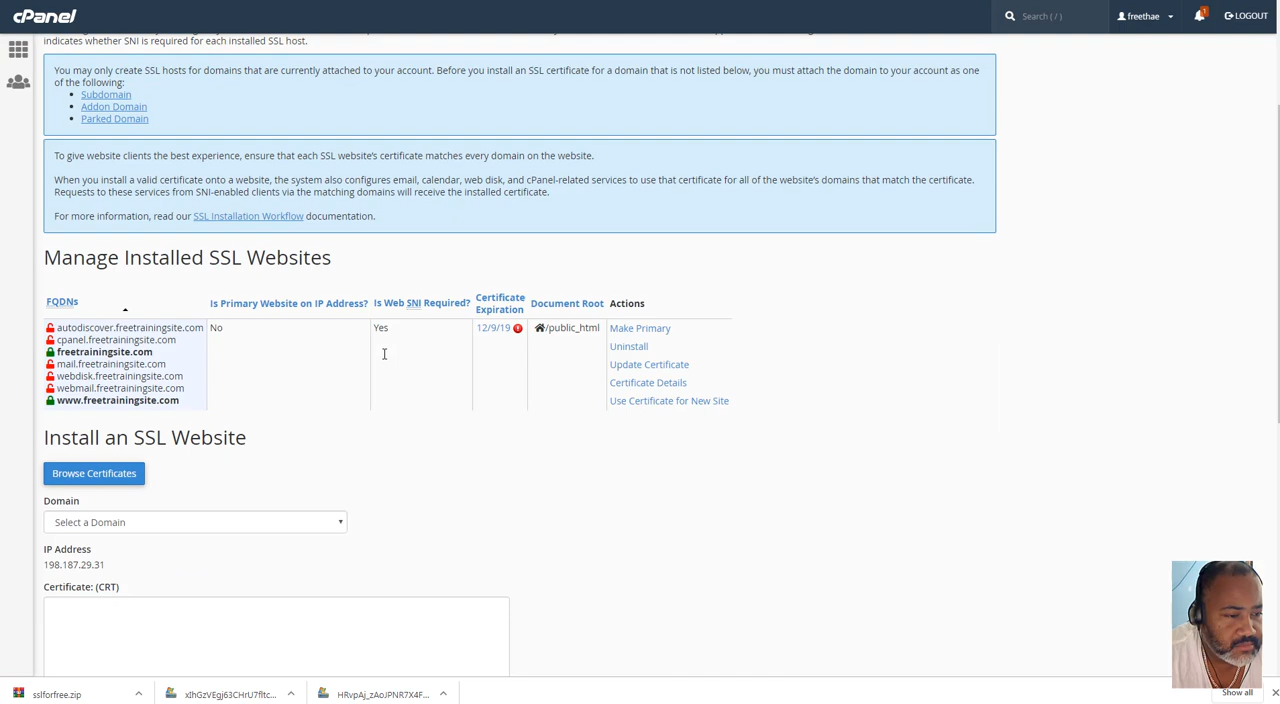 cPanel
Search ( / )
freethae
1
LOGOUT
indicates whether SNI is required for each installed SSL host.
You may only create SSL hosts for domains that are currently attached to your account. Before you install an SSL certificate for a domain that is not listed below, you must attach the domain to your account as one
of the following:
Subdomain
Addon Domain
Parked Domain
To give website clients the best experience, ensure that each SSL website's certificate matches every domain on the website.
When you install a valid certificate onto a website, the system also configures email, calendar, web disk, and cPanel-related services to use that certificate for all of the website's domains that match the certificate.
Requests to these services from SNI-enabled clients via the matching domains will receive the installed certificate.
For more information, read our SSL Installation Workflow documentation.
Manage Installed SSL Websites
FQDNs
Is Primary Website on IP Address?
Is Web SNI Required?
Certificate
Expiration
Document Root
Actions
autodiscover.freetrainingsite.com
cpanel.freetrainingsite.com
freetrainingsite.com
mail.freetrainingsite.com
webdisk.freetrainingsite.com
webmail.freetrainingsite.com
www.freetrainingsite.com
No
Yes
12/9/19
/public_html
Make Primary
Uninstall
Update Certificate
Certificate Details
Use Certificate for New Site
Install an SSL Website
Browse Certificates
Domain
Select a Domain
IP Address
198.187.29.31
Certificate: (CRT)
sslforfree.zip
HRvpAj_zAoJPNR7X4F...
Show all